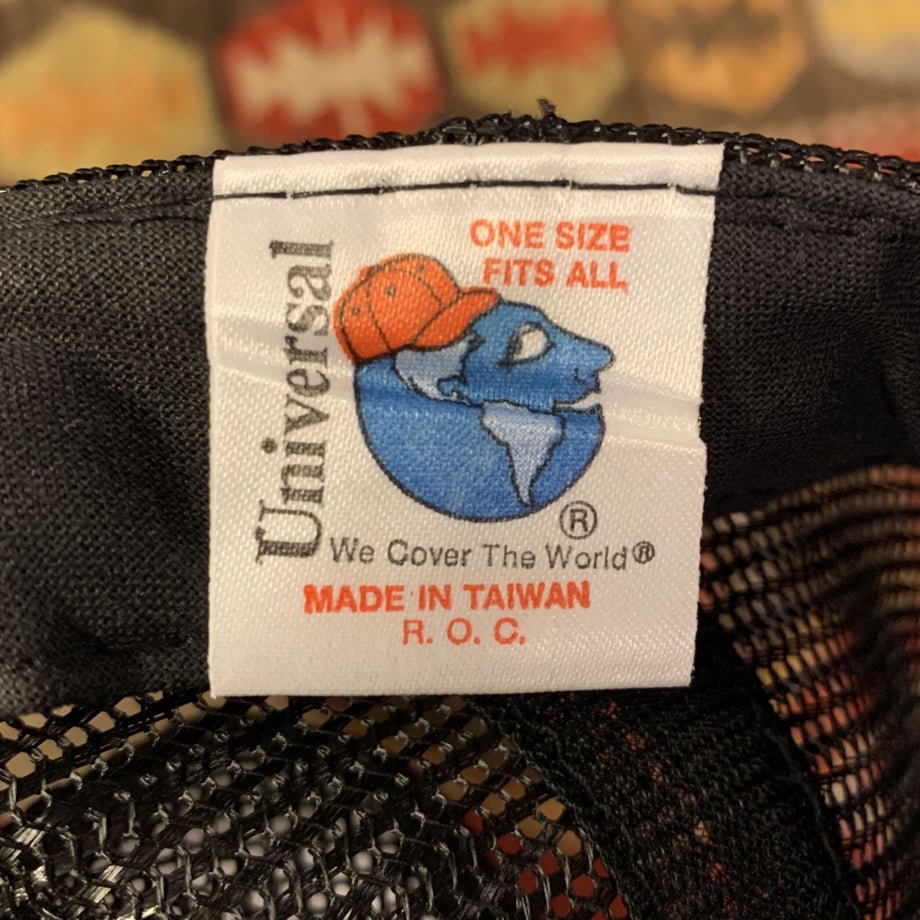 Universal
ONE SIZE
FITS ALL
®
We Cover The World®
MADE IN TAIWAN
R. O. C.